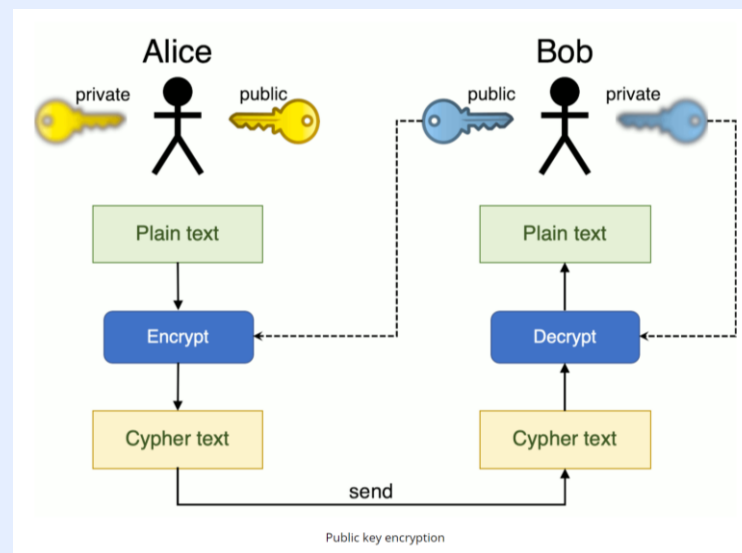 Alice
Bob
private
public
public
private
Plain text
Plain text
Encrypt
Decrypt
Cypher text
Cypher text
send
Public key encryption